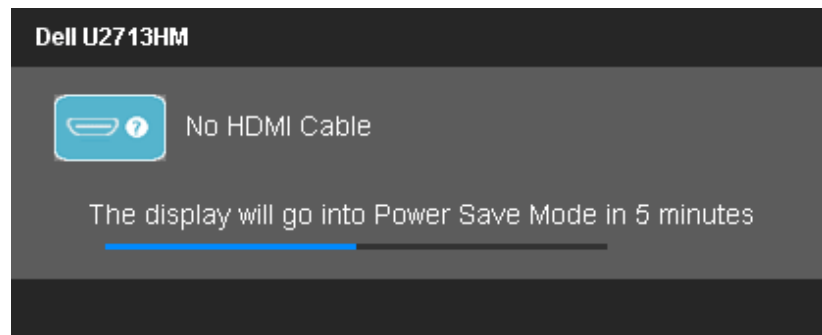 Dell U2713HM
? No HDMI Cable
The display will go into Power Save Mode in 5 minutes